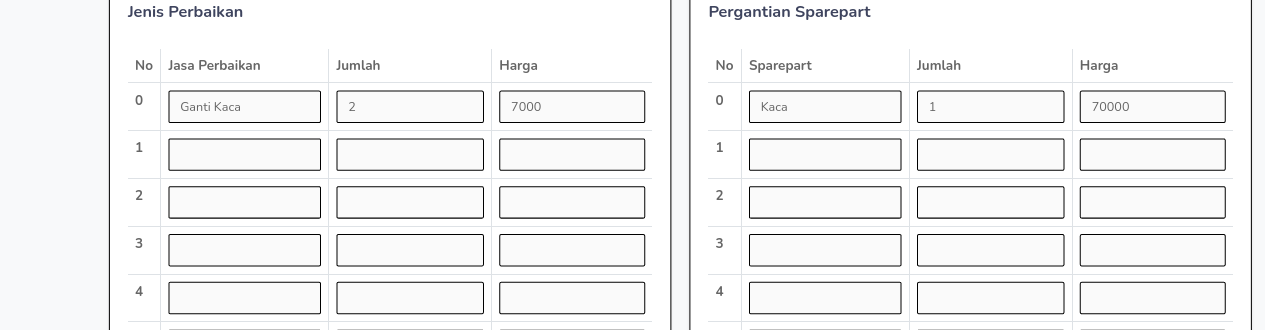 Jenis Perbaikan
Pergantian Sparepart
No Jasa Perbaikan Jumlah Harga
No Sparepart Jumlah Harga
0 Ganti Kaca 2 7000
0 Kaca 1 70000
1
1
2
2
3
3
4
4